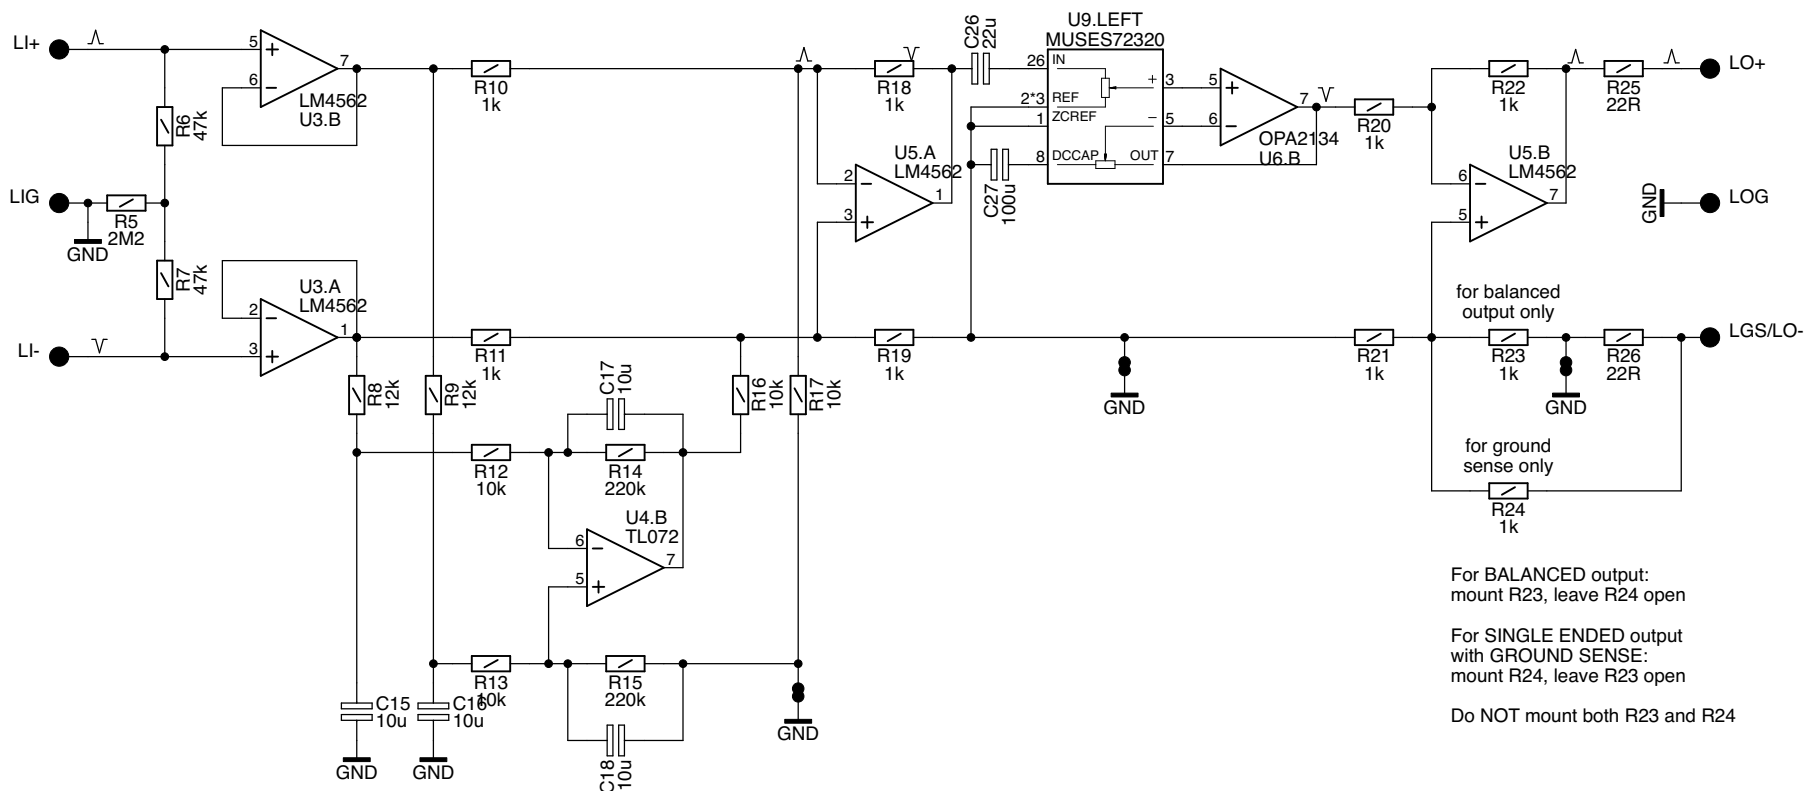 U9.LEFT
MUSES72320
C26
22u
LI+
5
+
6
−
7
LM4562
U3.B
R10
1k
R18
1k
26
IN
2*3
REF
1
ZCREF
8
DCCAP
OUT
+
3
−
5
7
5
+
6
−
7
OPA2134
U6.B
R20
1k
R22
1k
R25
22R
LO+
R6
47k
LIG
R5
2M2
GND
R7
47k
U5.A
LM4562
2
−
3
+
1
C27
100u
U5.B
LM4562
6
−
5
+
7
GND
LOG
U3.A
LM4562
2
−
3
+
1
LI-
R11
1k
R19
1k
GND
R21
1k
for balanced
output only
R23
1k
GND
R26
22R
LGS/LO-
R8
12k
R9
12k
C17
10u
R16
10k
R17
10k
R12
10k
R14
220k
for ground
sense only
R24
1k
U4.B
TL072
6
−
5
+
7
R13
10k
R15
220k
C15
10u
C16
10u
C18
10u
GND
GND
GND
For BALANCED output:
mount R23, leave R24 open
For SINGLE ENDED output
with GROUND SENSE:
mount R24, leave R23 open
Do NOT mount both R23 and R24